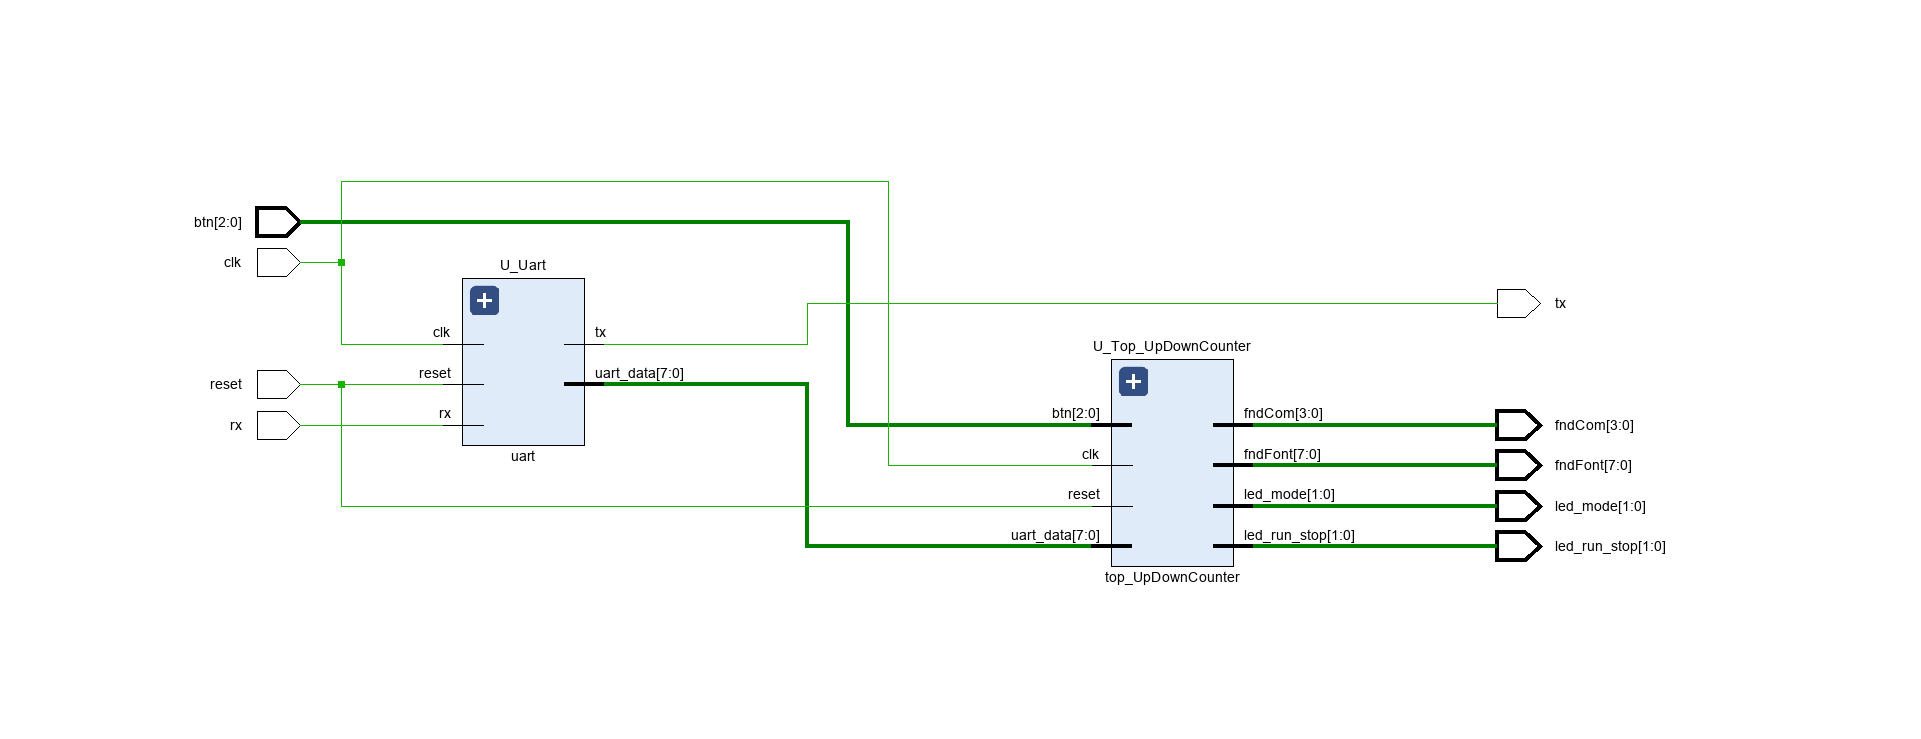 btn[2:0]
clk
reset
rx
U_Uart
clk
reset
rx
tx
uart_data[7:0]
uart
U_Top_UpDownCounter
btn[2:0]
clk
reset
uart_data[7:0]
fndCom[3:0]
fndFont[7:0]
led_mode[1:0]
led_run_stop[1:0]
top_UpDownCounter
tx
fndCom[3:0]
fndFont[7:0]
led_mode[1:0]
led_run_stop[1:0]